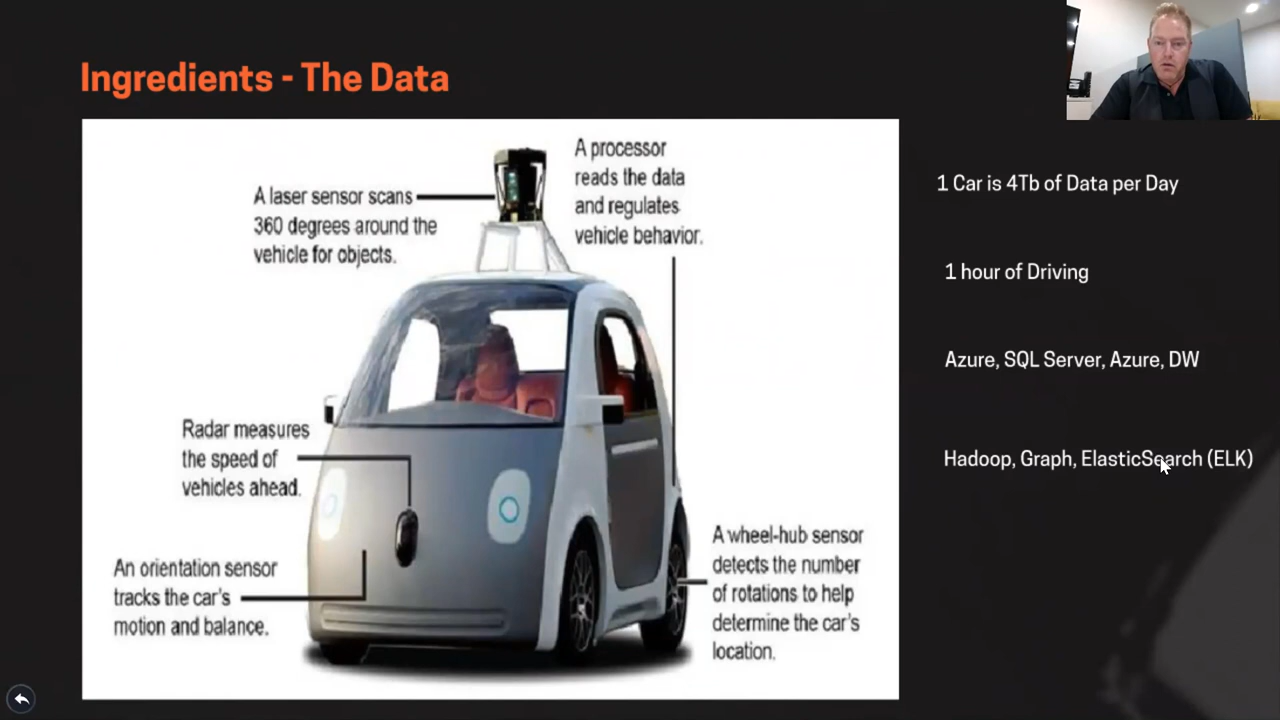 Ingredients - The Data
A laser sensor scans
360 degrees around the
vehicle for objects.
A processor
reads the data
and regulates
vehicle behavior.
Radar measures
the speed of
vehicles ahead.
An orientation sensor
tracks the car's
motion and balance.
A wheel-hub sensor
detects the number
of rotations to help
determine the car's
location.
1 Car is 4Tb of Data per Day
1 hour of Driving
Azure, SQL Server, Azure, DW
Hadoop, Graph, ElasticSearch (ELK)